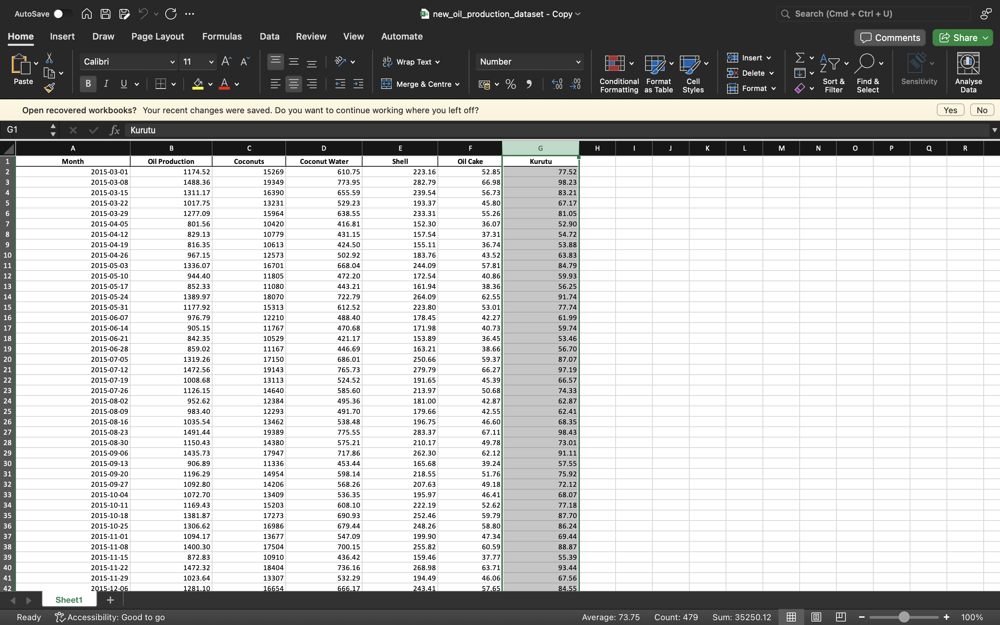 AutoSave
new_oil_production_dataset - Copy
Search (Cmd + Ctrl + U)
Home Insert Draw Page Layout Formulas Data Review View Automate
Comments Share
Paste
Calibri 11
B I U
Wrap Text
Merge & Centre
Number
Conditional Formatting
Format as Table
Cell Styles
Insert
Delete
Format
Sort & Filter
Find & Select
Sensitivity
Analyse Data
Open recovered workbooks? Your recent changes were saved. Do you want to continue working where you left off? Yes No
G1 fx Kurutu
A B C D E F G H I J K L M N O P Q R
1 Month Oil Production Coconuts Coconut Water Shell Oil Cake Kurutu
2 2015-03-01 1174.52 15269 610.75 223.16 52.85 77.52
3 2015-03-08 1488.36 19349 773.95 282.79 66.98 98.23
4 2015-03-15 1311.17 16390 655.59 239.54 56.73 83.21
5 2015-03-22 1017.75 13231 529.23 193.37 45.80 67.17
6 2015-03-29 1277.09 15964 638.55 233.31 55.26 81.05
7 2015-04-05 801.56 10420 416.81 152.30 36.07 52.90
8 2015-04-12 829.13 10779 431.15 157.54 37.31 54.72
9 2015-04-19 816.35 10613 424.50 155.11 36.74 53.88
10 2015-04-26 967.15 12573 502.92 183.76 43.52 63.83
11 2015-05-03 1336.07 16701 668.04 244.09 57.81 84.79
12 2015-05-10 944.40 11805 472.20 172.54 40.86 59.93
13 2015-05-17 852.33 11080 443.21 161.94 38.36 56.25
14 2015-05-24 1389.97 18070 722.79 264.09 62.55 91.74
15 2015-05-31 1177.92 15313 612.52 223.80 53.01 77.74
16 2015-06-07 976.79 12210 488.40 178.45 42.27 61.99
17 2015-06-14 905.15 11767 470.68 171.98 40.73 59.74
18 2015-06-21 842.35 10529 421.17 153.89 36.45 53.46
19 2015-06-28 859.02 11167 446.69 163.21 38.66 56.70
20 2015-07-05 1319.26 17150 686.01 250.66 59.37 87.07
21 2015-07-12 1472.56 19143 765.73 279.79 66.27 97.19
22 2015-07-19 1008.68 13113 524.52 191.65 45.39 66.57
23 2015-07-26 1126.15 14640 585.60 213.97 50.68 74.33
24 2015-08-02 952.62 12384 495.36 181.00 42.87 62.87
25 2015-08-09 983.40 12293 491.70 179.66 42.55 62.41
26 2015-08-16 1035.54 13462 538.48 196.75 46.60 68.35
27 2015-08-23 1491.44 19389 775.55 283.37 67.11 98.43
28 2015-08-30 1150.43 14380 575.21 210.17 49.78 73.01
29 2015-09-06 1435.73 17947 717.86 262.30 62.12 91.11
30 2015-09-13 906.89 11336 453.44 165.68 39.24 57.55
31 2015-09-20 1196.29 14954 598.14 218.55 51.76 75.92
32 2015-09-27 1092.80 14206 568.26 207.63 49.18 72.12
33 2015-10-04 1072.70 13409 536.35 195.97 46.41 68.07
34 2015-10-11 1169.43 15203 608.10 222.19 52.62 77.18
35 2015-10-18 1381.87 17273 690.93 252.46 59.79 87.70
36 2015-10-25 1306.62 16986 679.44 248.26 58.80 86.24
37 2015-11-01 1094.17 13677 547.09 199.90 47.34 69.44
38 2015-11-08 1400.30 17504 700.15 255.82 60.59 88.87
39 2015-11-15 872.83 10910 436.42 159.46 37.77 55.39
40 2015-11-22 1472.32 18404 736.16 268.98 63.71 93.44
41 2015-11-29 1023.64 13307 532.29 194.49 46.06 67.56
42 2015-12-06 1281.10 16654 666.17 243.41 57.65 84.55
Sheet1
Ready Accessibility: Good to go Average: 73.75 Count: 479 Sum: 35250.12 100%